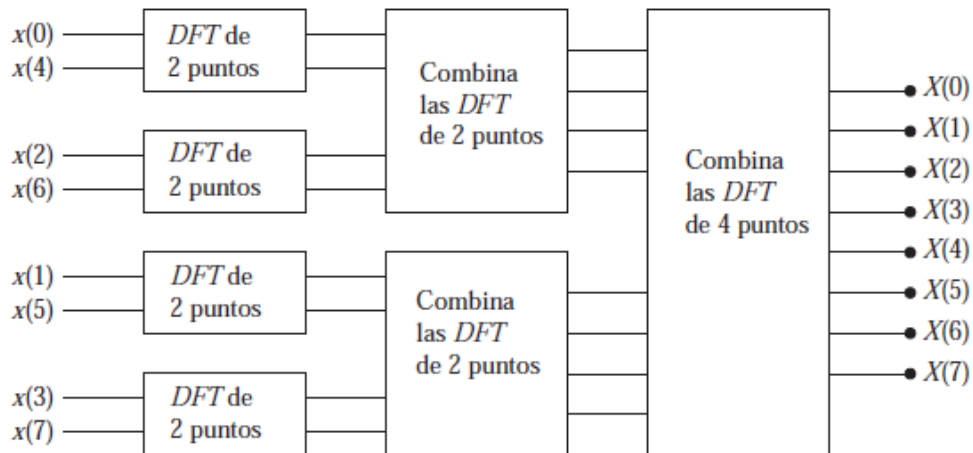 x(0)
x(4)
DFT de
2 puntos
x(2)
x(6)
DFT de
2 puntos
x(1)
x(5)
DFT de
2 puntos
x(3)
x(7)
DFT de
2 puntos
Combina
las DFT
de 2 puntos
Combina
las DFT
de 2 puntos
Combina
las DFT
de 4 puntos
X(0)
X(1)
X(2)
X(3)
X(4)
X(5)
X(6)
X(7)